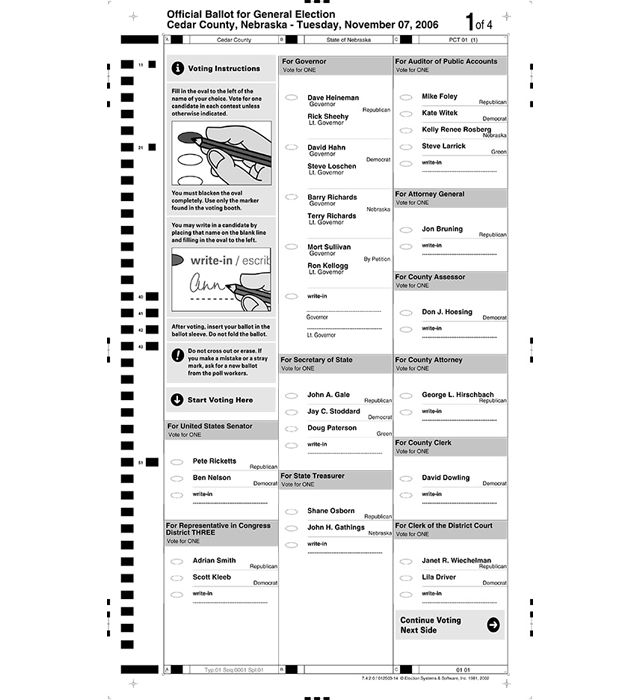 Official Ballot for General Election
Cedar County, Nebraska - Tuesday, November 07, 2006
1 of 4
A Cedar County B State of Nebraska C PCT 01 (1)
Voting Instructions
Fill in the oval to the left of the
name of your choice. Vote for one
candidate in each contest unless
otherwise indicated.
You must blacken the oval
completely. Use only the marker
found in the voting booth.
You may write in a candidate by
placing that name on the blank line
and filling in the oval to the left.
write-in / escrib
Ann
After voting, insert your ballot in the
ballot sleeve. Do not fold the ballot.
Do not cross out or erase. If
you make a mistake or a stray
mark, ask for a new ballot
from the poll workers.
Start Voting Here
For United States Senator
Vote for ONE
Pete Ricketts
Republican
Ben Nelson
Democrat
write-in
For Representative in Congress
District THREE
Vote for ONE
Adrian Smith
Republican
Scott Kleeb
Democrat
write-in
For Governor
Vote for ONE
Dave Heineman
Governor
Republican
Rick Sheehy
Lt. Governor
David Hahn
Governor
Democrat
Steve Loschen
Lt. Governor
Barry Richards
Governor
Nebraska
Terry Richards
Lt. Governor
Mort Sullivan
Governor
By Petition
Ron Kellogg
Lt. Governor
write-in
Governor
Lt. Governor
For Secretary of State
Vote for ONE
John A. Gale
Republican
Jay C. Stoddard
Democrat
Doug Paterson
Green
write-in
For State Treasurer
Vote for ONE
Shane Osborn
Republican
John H. Gathings
Nebraska
write-in
For Auditor of Public Accounts
Vote for ONE
Mike Foley
Republican
Kate Witek
Democrat
Kelly Renee Rosberg
Nebraska
Steve Larrick
Green
write-in
For Attorney General
Vote for ONE
Jon Bruning
Republican
write-in
For County Assessor
Vote for ONE
Don J. Hoesing
Democrat
write-in
For County Attorney
Vote for ONE
George L. Hirschbach
Republican
write-in
For County Clerk
Vote for ONE
David Dowling
Democrat
write-in
For Clerk of the District Court
Vote for ONE
Janet R. Wiechelman
Republican
Lila Driver
Democrat
write-in
Continue Voting
Next Side
A Typ:01 Seq:0001 Spl:01 B C 01 01
© Election Systems & Software, Inc. 1981, 2002